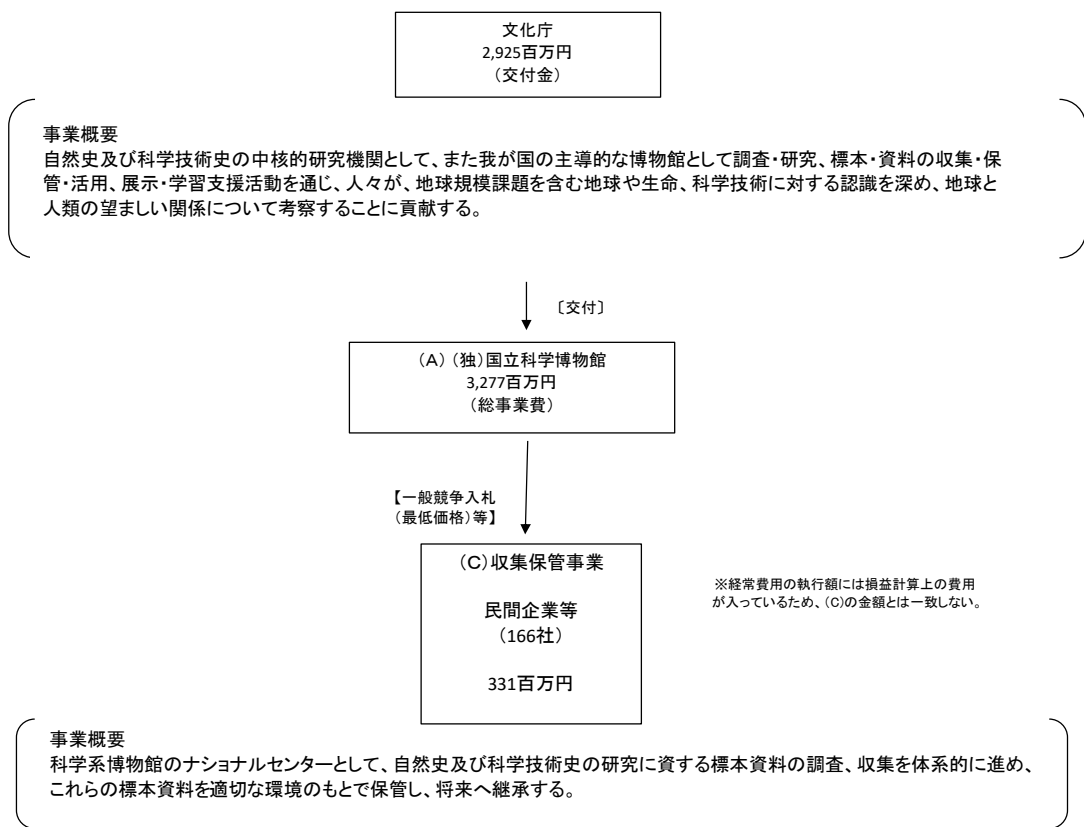 文化庁
2,925百万円
（交付金）
事業概要
自然史及び科学技術史の中核的研究機関として、また我が国の主導的な博物館として調査・研究、標本・資料の収集・保
管・活用、展示・学習支援活動を通じ、人々が、地球規模課題を含む地球や生命、科学技術に対する認識を深め、地球と
人類の望ましい関係について考察することに貢献する。
〔交付〕
（A）（独）国立科学博物館
3,277百万円
（総事業費）
【一般競争入札
（最低価格）等】
（C）収集保管事業
民間企業等
（166社）
331百万円
※経常費用の執行額には損益計算上の費用
が入っているため、（C）の金額とは一致しない。
事業概要
科学系博物館のナショナルセンターとして、自然史及び科学技術史の研究に資する標本資料の調査、収集を体系的に進め、
これらの標本資料を適切な環境のもとで保管し、将来へ継承する。